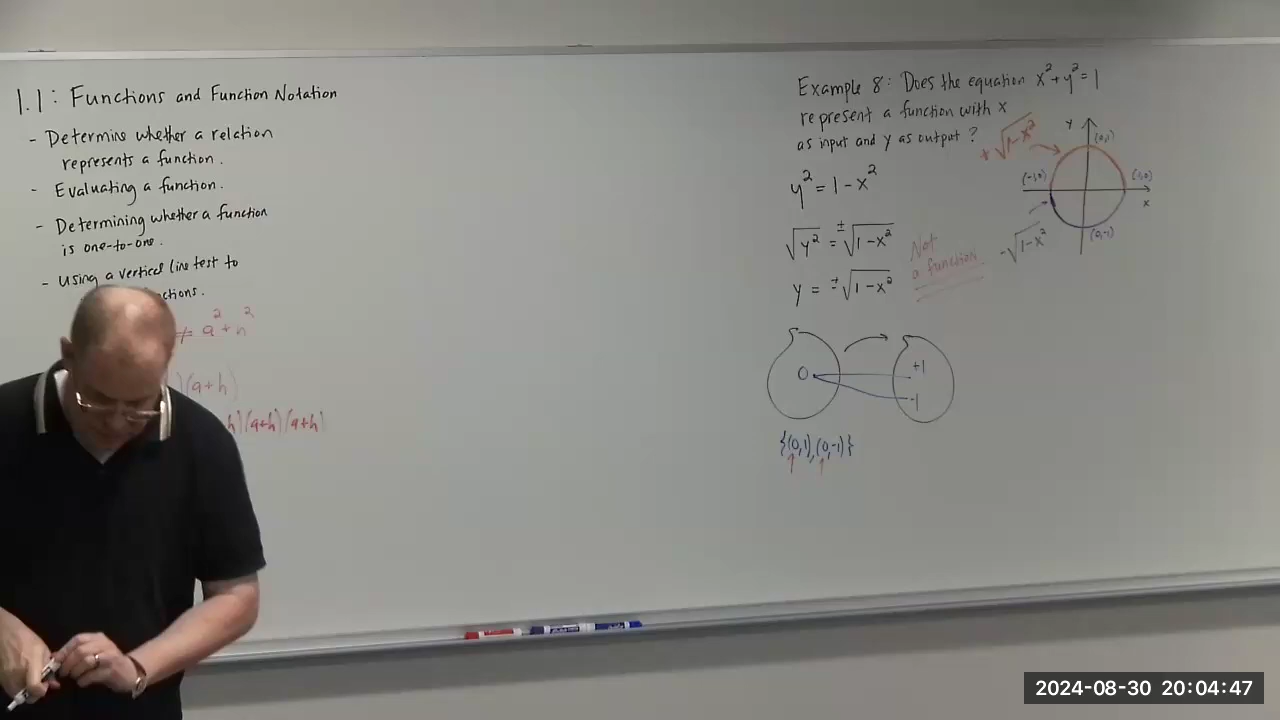 1.1: Functions and Function Notation
- Determine whether a relation
represents a function.
- Evaluating a function.
- Determining whether a function
is one-to-one.
- Using a vertical line test to
ctions.
≠ a² + h²
)(a+h)
h)(a+h)(a+h)
Example 8: Does the equation x² + y² = 1
represent a function with x
as input and y as output?
y² = 1 - x²
√y² = ±√1-x²
y = ±√1-x²
Not
a function
0
+1
-1
{(0,1),(0,-1)}
+√1-x²
y
(0,1)
(-1,0)
(1,0)
x
(0,-1)
-√1-x²
2024-08-30 20:04:47